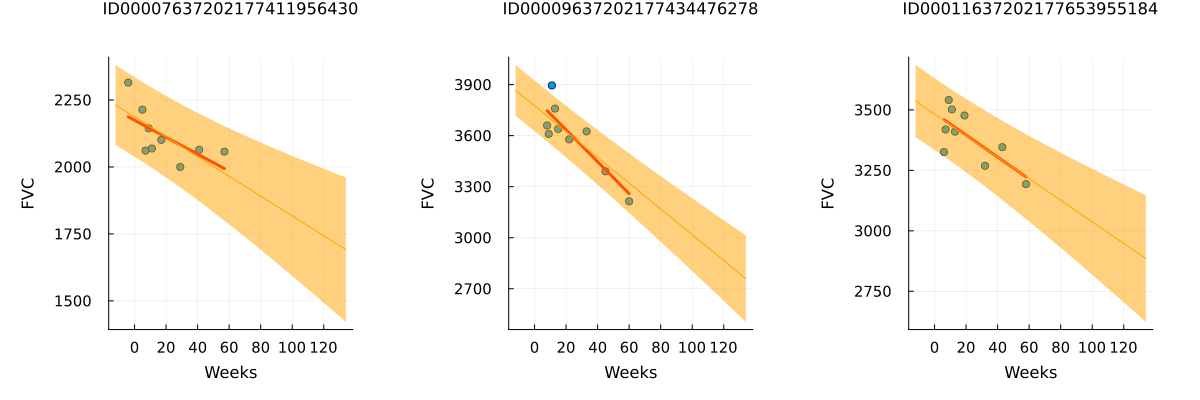 ID00007637202177411956430
ID00009637202177434476278
ID00011637202177653955184
FVC
2250
2000
1750
1500
0 20 40 60 80 100 120
Weeks
FVC
3900
3600
3300
3000
2700
0 20 40 60 80 100 120
Weeks
FVC
3500
3250
3000
2750
0 20 40 60 80 100 120
Weeks